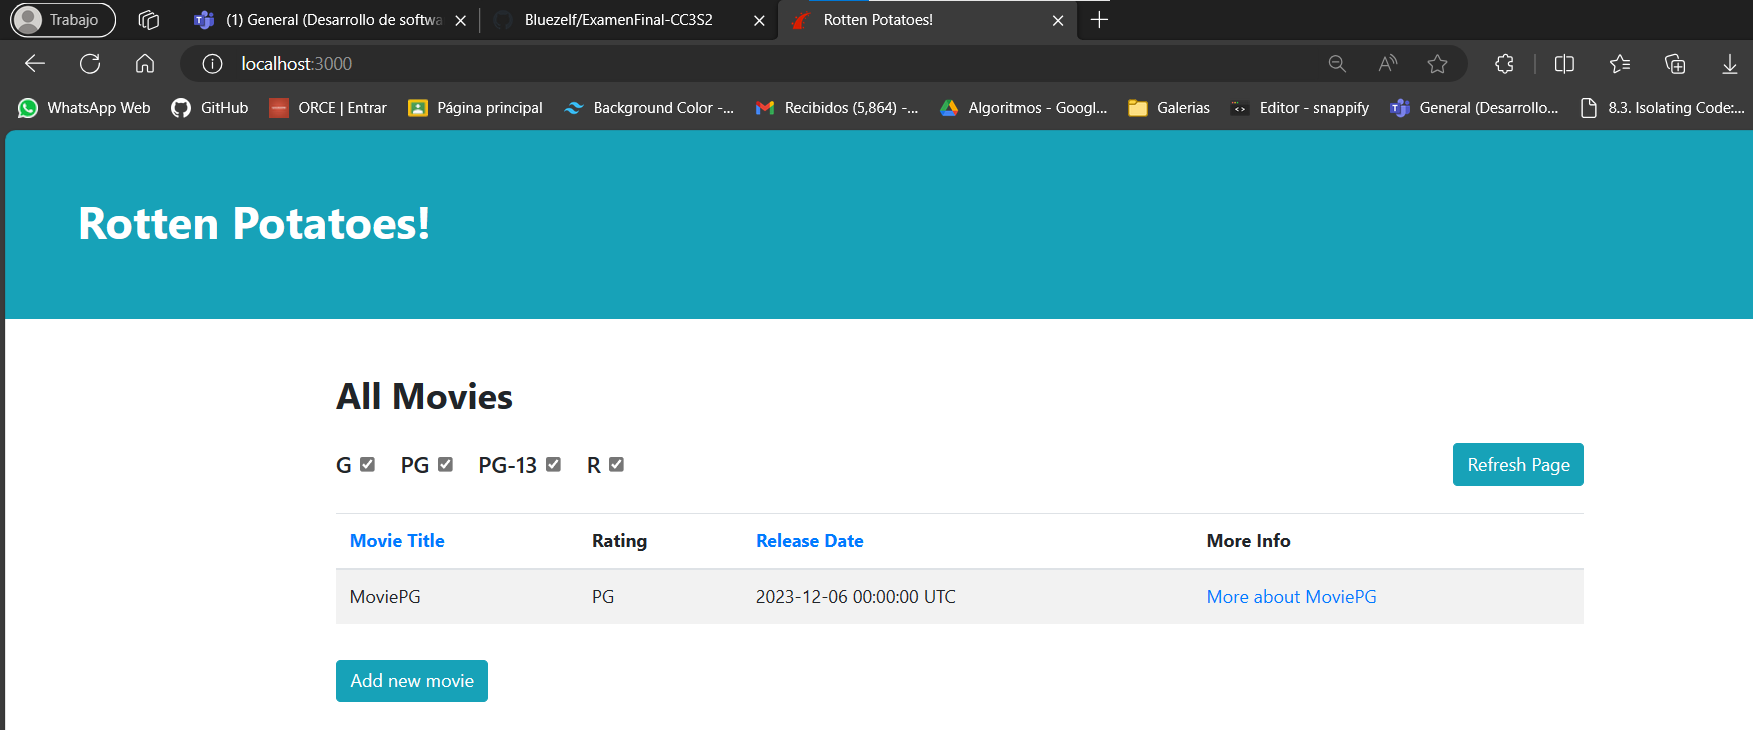 Trabajo (1) General (Desarrollo de softwa Bluezelf/ExamenFinal-CC3S2 Rotten Potatoes!
localhost:3000
WhatsApp Web GitHub ORCE | Entrar Página principal Background Color -... Recibidos (5,864) -... Algoritmos - Googl... Galerias Editor - snappify General (Desarrollo... 8.3. Isolating Code:...
Rotten Potatoes!
All Movies
G PG PG-13 R Refresh Page
Movie Title Rating Release Date More Info
MoviePG PG 2023-12-06 00:00:00 UTC More about MoviePG
Add new movie